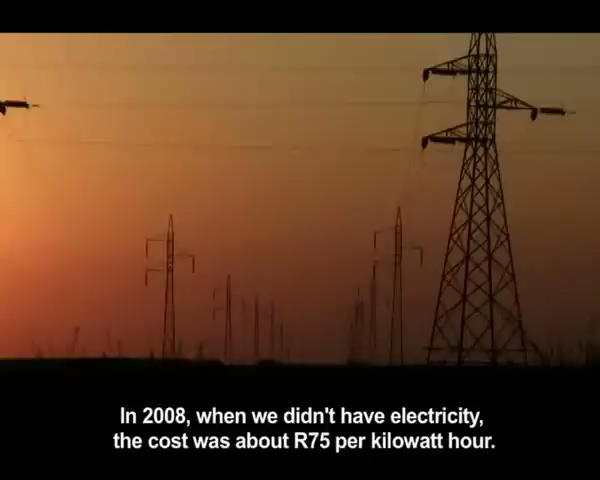 In 2008, when we didn't have electricity,
the cost was about R75 per kilowatt hour.